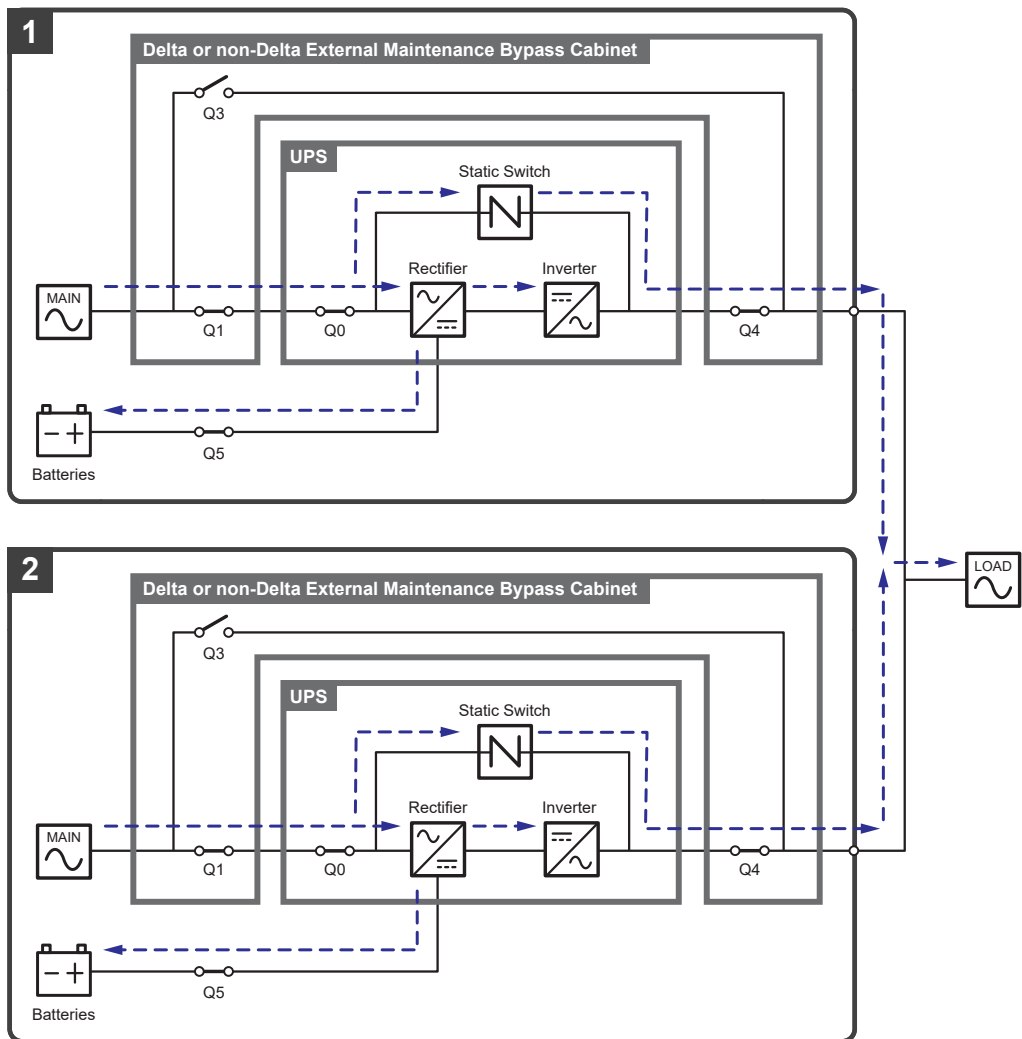 1
Delta or non-Delta External Maintenance Bypass Cabinet
Q3
UPS
Static Switch
Rectifier
Inverter
MAIN
Q1
Q0
Q4
Q5
Batteries
2
Delta or non-Delta External Maintenance Bypass Cabinet
LOAD
Q3
UPS
Static Switch
Rectifier
Inverter
MAIN
Q1
Q0
Q4
Q5
Batteries